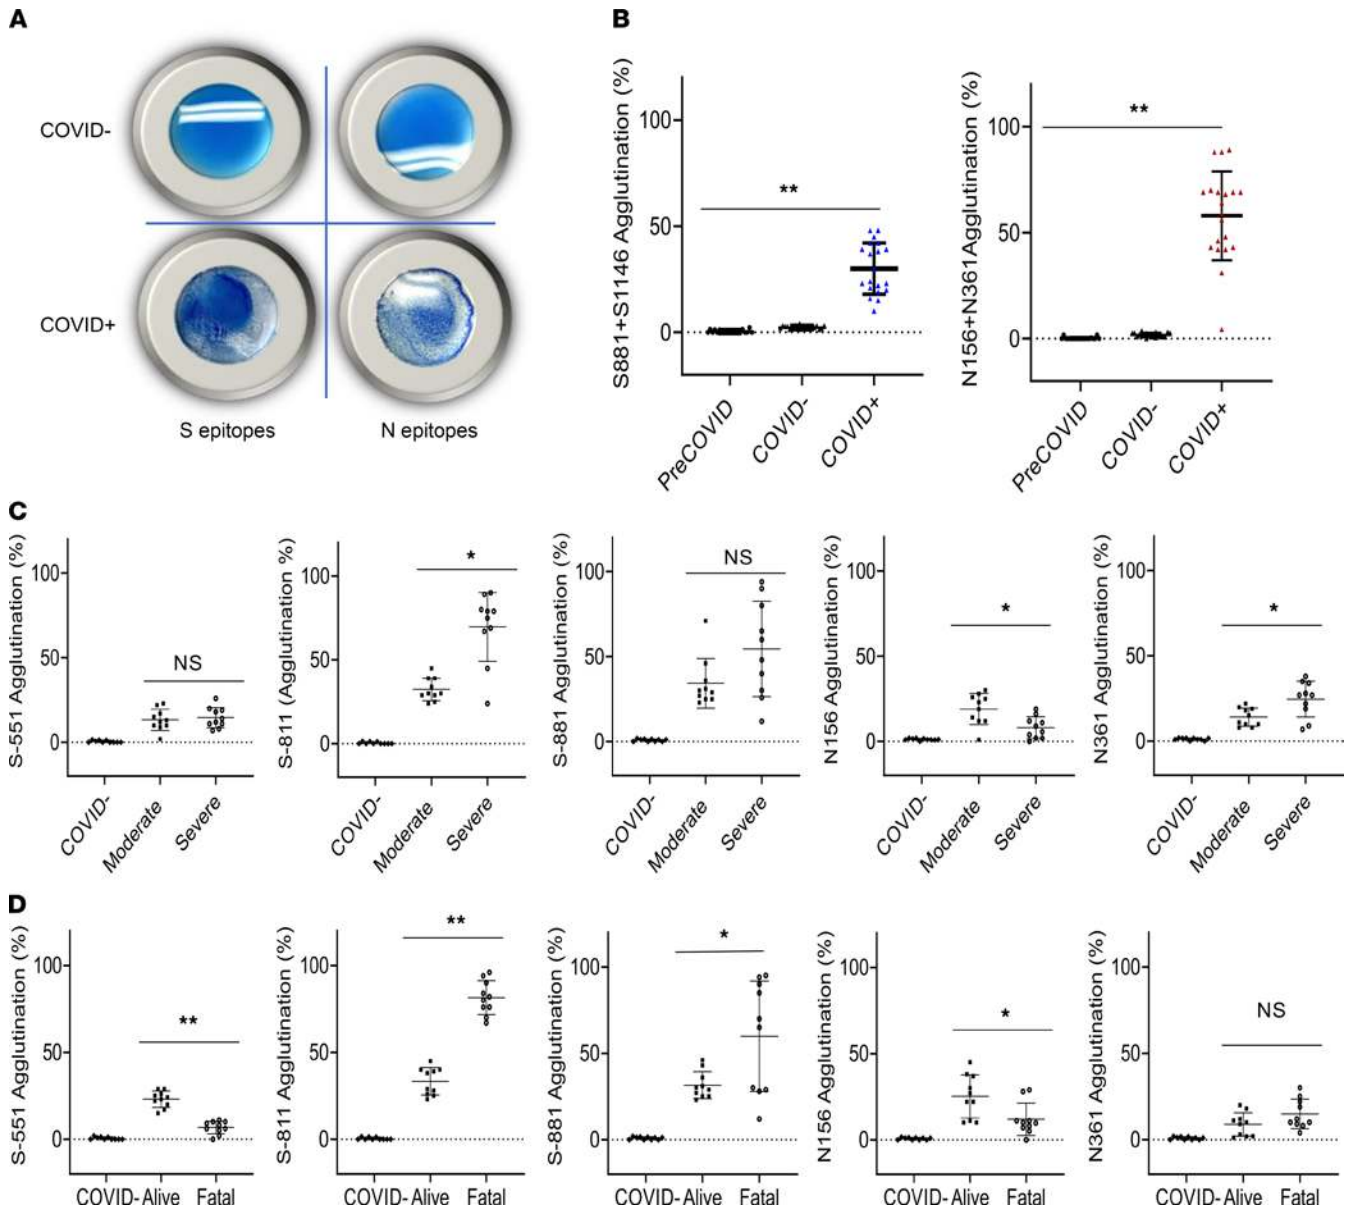 A
COVID-
COVID+
S epitopes
N epitopes
B
S881+S1146 Agglutination (%)
100
50
0
**
PreCOVID
COVID-
COVID+
N156+N361Agglutination (%)
100
50
0
**
PreCOVID
COVID-
COVID+
C
S-551 Agglutination (%)
100
50
0
NS
COVID-
Moderate
Severe
S-811 (Agglutination %)
100
50
0
*
COVID-
Moderate
Severe
S-881 Agglutination (%)
100
50
0
NS
COVID-
Moderate
Severe
N156 Agglutination (%)
100
50
0
*
COVID-
Moderate
Severe
N361 Agglutination (%)
100
50
0
*
COVID-
Moderate
Severe
D
S-551 Agglutination (%)
100
50
0
**
COVID- Alive Fatal
S-811 Agglutination (%)
100
50
0
**
COVID- Alive Fatal
S-881 Agglutination (%)
100
50
0
*
COVID- Alive Fatal
N156 Agglutination (%)
100
50
0
*
COVID- Alive Fatal
N361 Agglutination (%)
100
50
0
NS
COVID- Alive Fatal